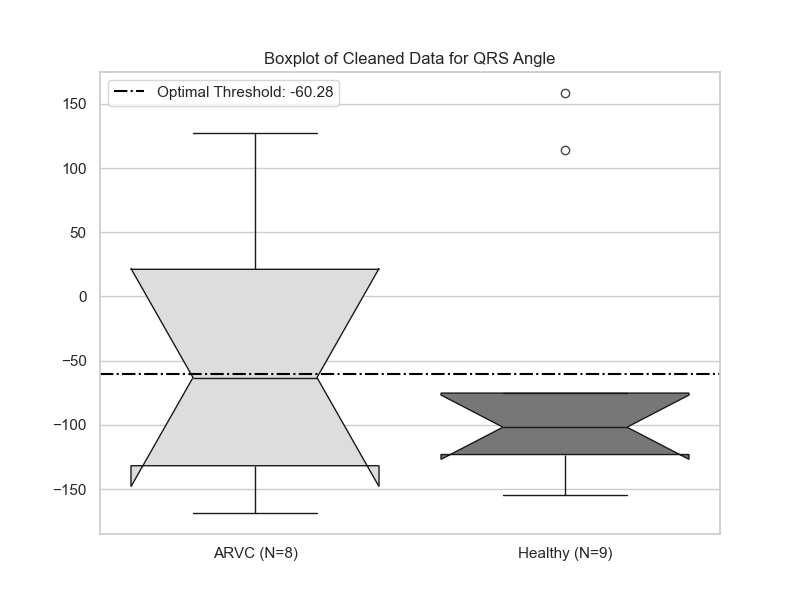 Boxplot of Cleaned Data for QRS Angle
Optimal Threshold: -60.28
150
100
50
0
−50
−100
−150
ARVC (N=8)
Healthy (N=9)